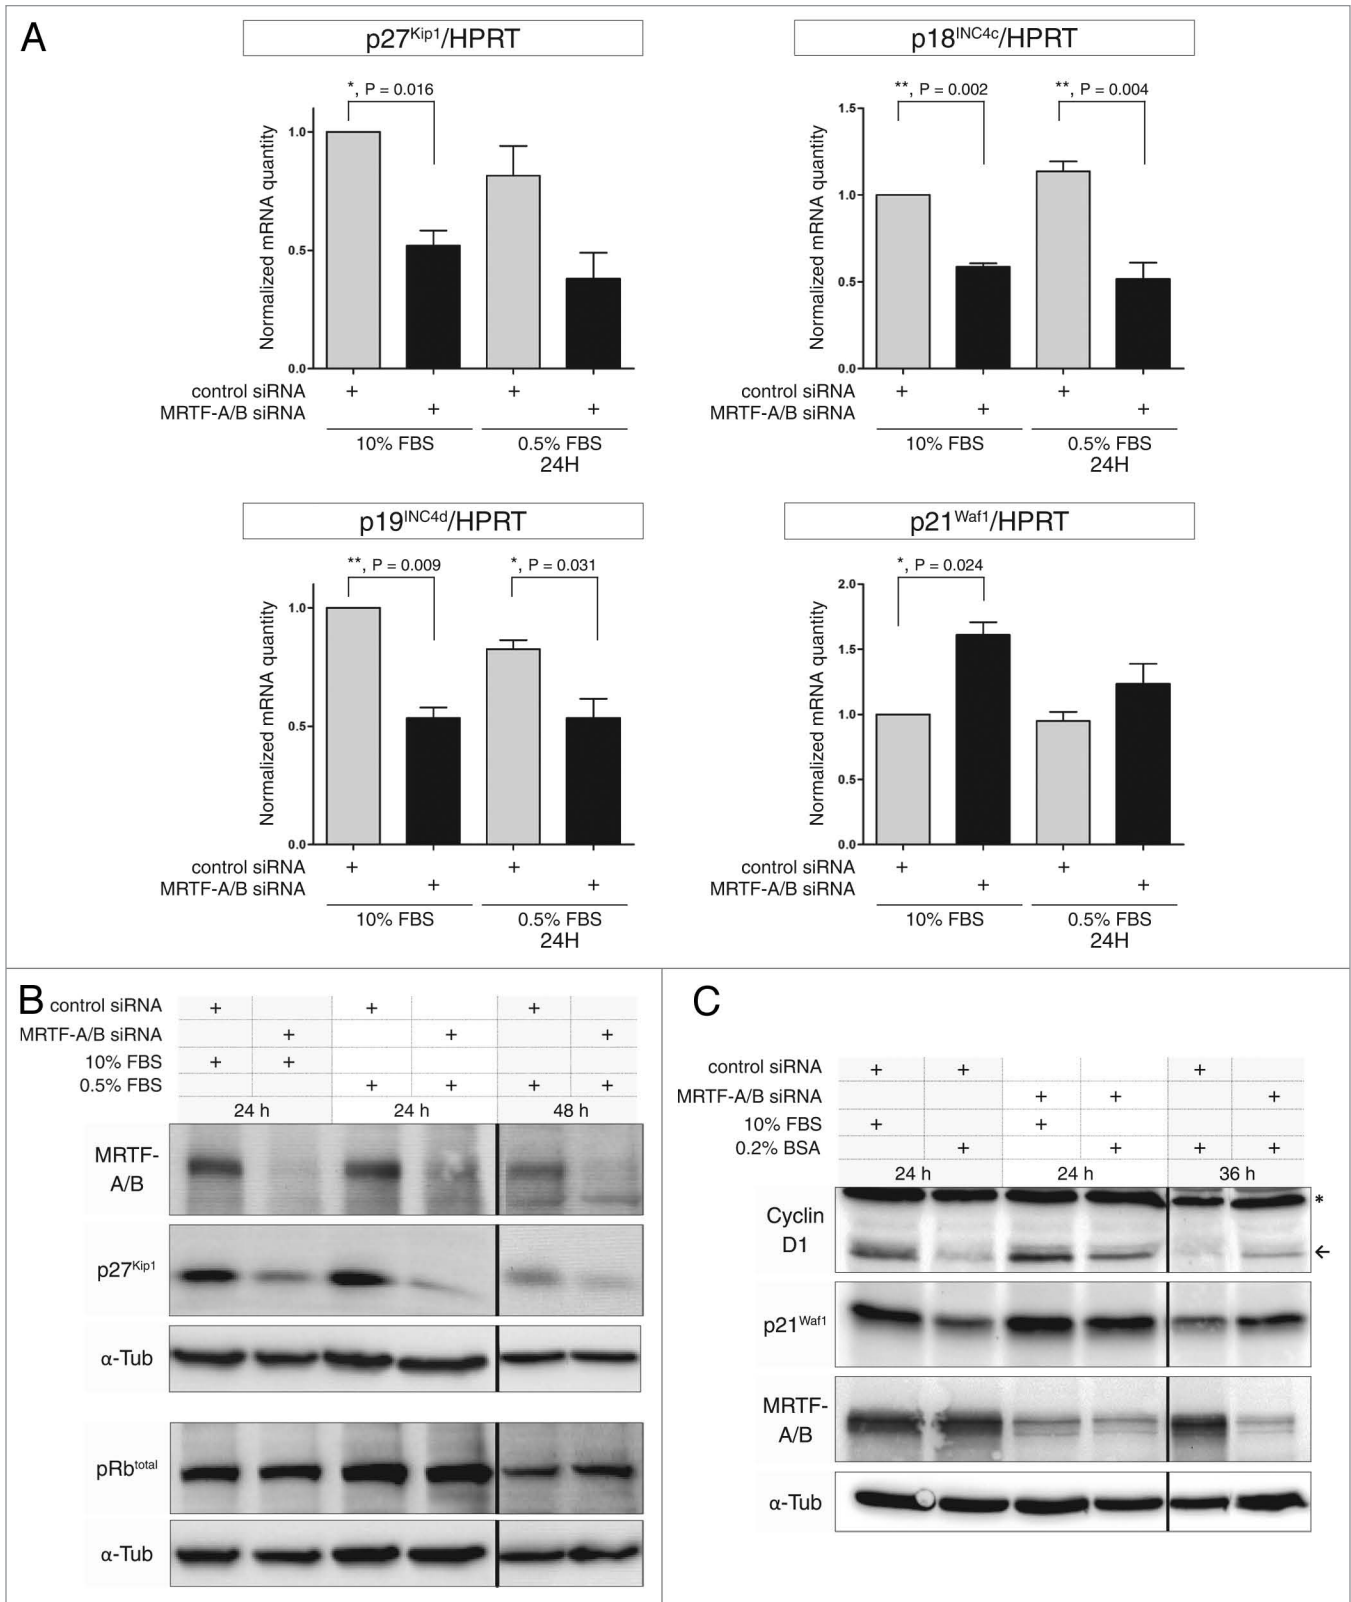 A
p27Kip1/HPRT
*, P = 0.016
Normalized mRNA quantity
1.0
0.5
0.0
control siRNA + +
MRTF-A/B siRNA + +
10% FBS 0.5% FBS
24H
p18INC4c/HPRT
**, P = 0.002 **, P = 0.004
Normalized mRNA quantity
1.5
1.0
0.5
0.0
control siRNA + +
MRTF-A/B siRNA + +
10% FBS 0.5% FBS
24H
p19INC4d/HPRT
**, P = 0.009 *, P = 0.031
Normalized mRNA quantity
1.0
0.5
0.0
control siRNA + +
MRTF-A/B siRNA + +
10% FBS 0.5% FBS
24H
p21Waf1/HPRT
*, P = 0.024
Normalized mRNA quantity
2.0
1.5
1.0
0.5
0.0
control siRNA + +
MRTF-A/B siRNA + +
10% FBS 0.5% FBS
24H
B
control siRNA + + +
MRTF-A/B siRNA + + +
10% FBS + +
0.5% FBS + + + +
24 h 24 h 48 h
MRTF-
A/B
p27Kip1
α-Tub
pRbtotal
α-Tub
C
control siRNA + + +
MRTF-A/B siRNA + + +
10% FBS + +
0.2% BSA + + + +
24 h 24 h 36 h
Cyclin
D1
*
←
p21Waf1
MRTF-
A/B
α-Tub